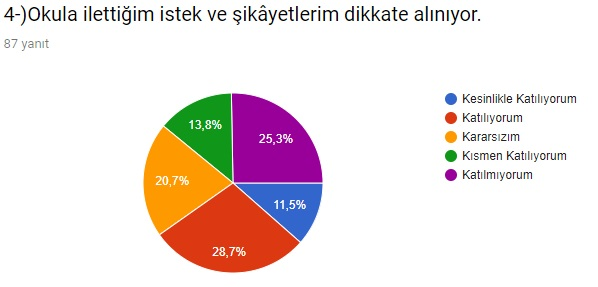 4-)Okula ilettiğim istek ve şikâyetlerim dikkate alınıyor.
87 yanıt
13,8%
25,3%
20,7%
11,5%
28,7%
Kesinlikle Katılıyorum
Katılıyorum
Kararsızım
Kısmen Katılıyorum
Katılmıyorum